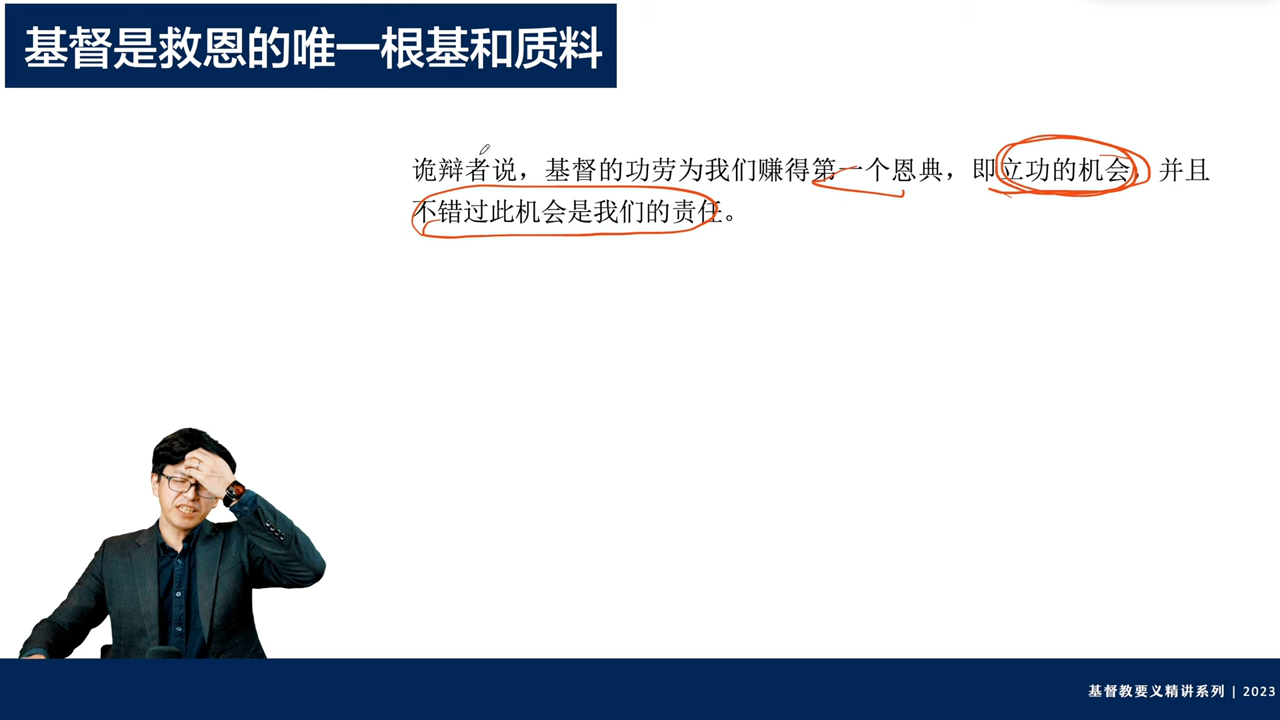 基督是救恩的唯一根基和质料
诡辩者说，基督的功劳为我们赚得第一个恩典，即立功的机会，并且
不错过此机会是我们的责任。
基督教要义精讲系列 | 2023